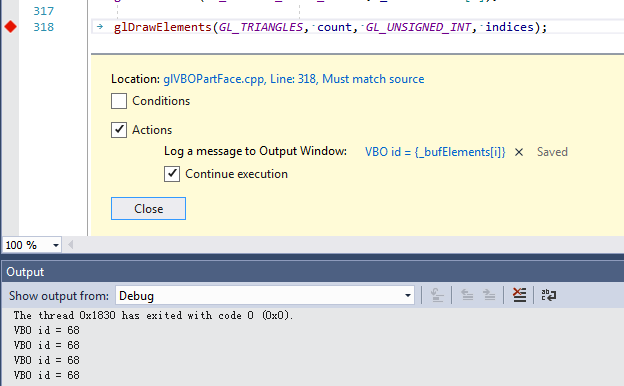 317
318 glDrawElements(GL_TRIANGLES, count, GL_UNSIGNED_INT, indices);
Location: glVBOPartFace.cpp, Line: 318, Must match source
Conditions
Actions
Log a message to Output Window: VBO id = {_bufElements[i]} × Saved
Continue execution
Close
100 %
Output
Show output from: Debug
The thread 0x1830 has exited with code 0 (0x0).
VBO id = 68
VBO id = 68
VBO id = 68
VBO id = 68